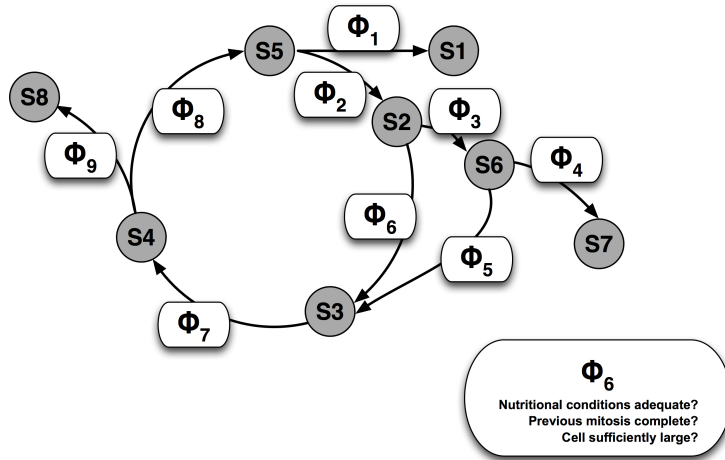 S5
Φ1
S1
S8
Φ8
Φ2
Φ3
S2
Φ9
S6
Φ4
Φ6
S4
S7
Φ5
S3
Φ7
Φ6
Nutritional conditions adequate?
Previous mitosis complete?
Cell sufficiently large?